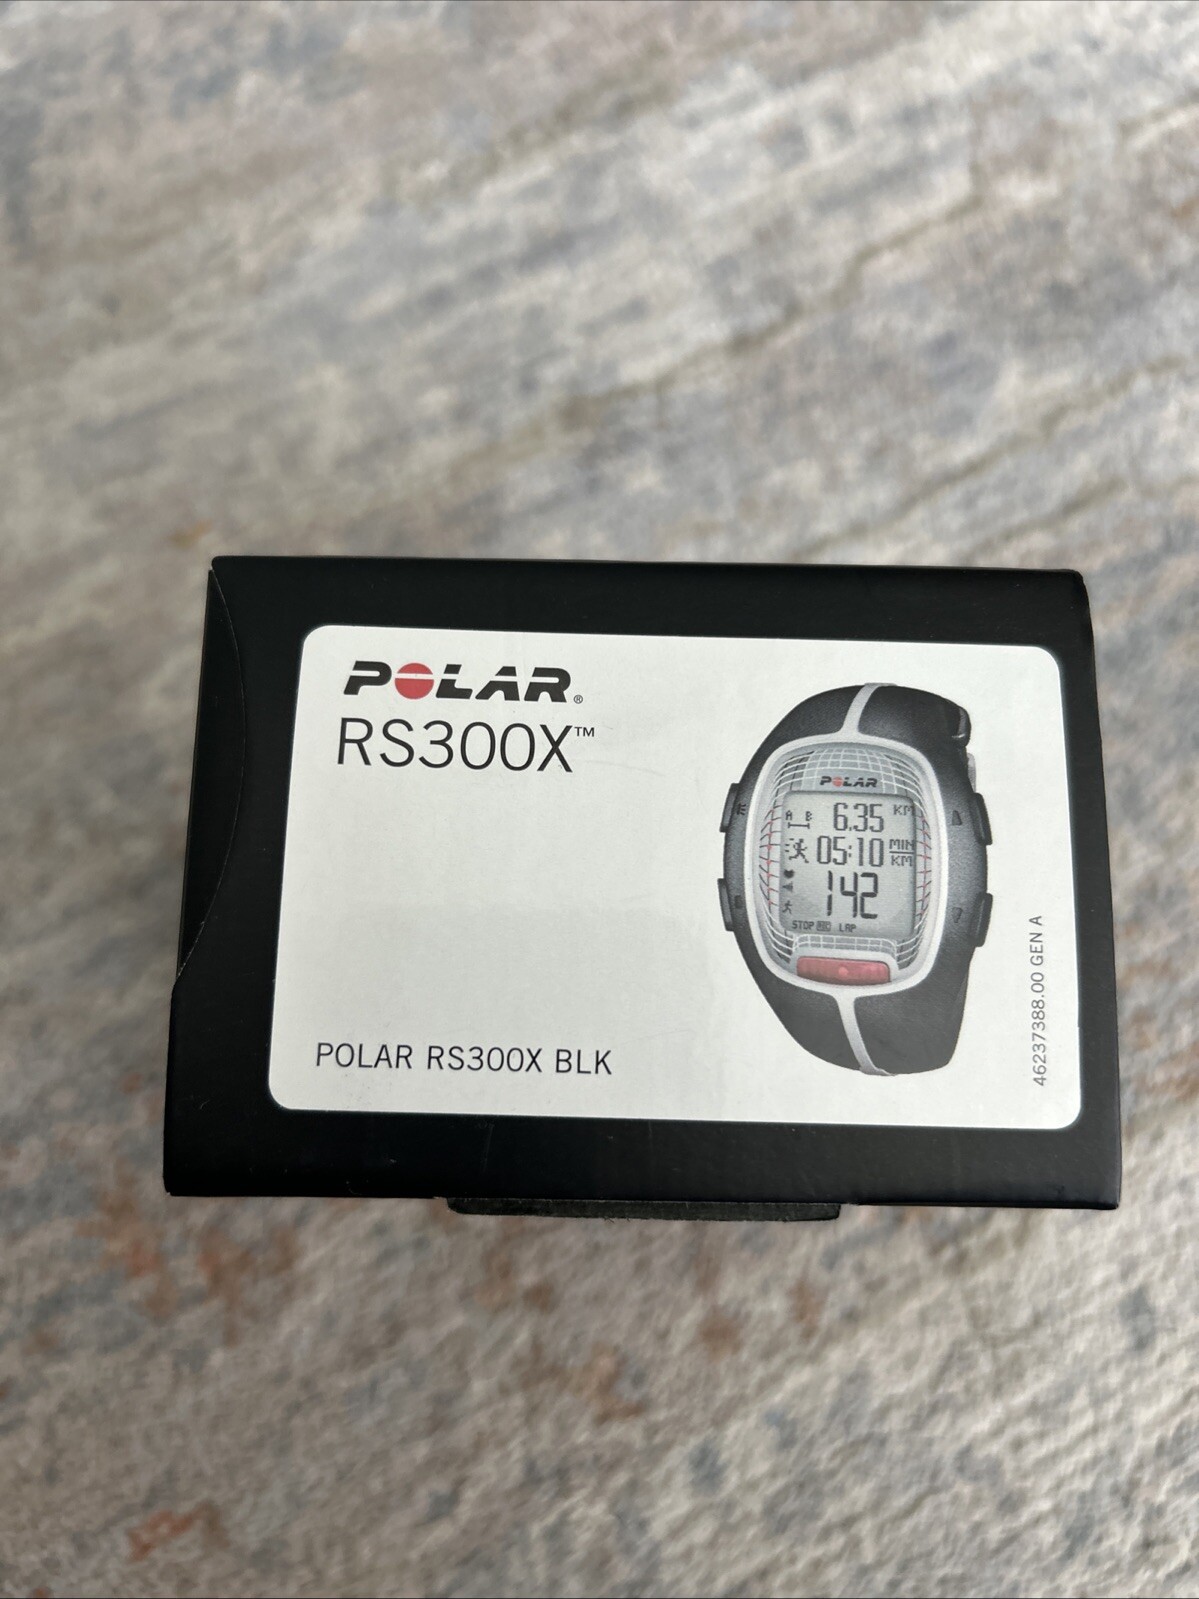 POLAR®
RS300X™
POLAR RS300X BLK
POLAR
A B 6.35 KM
05:10 MIN KM
142
STOP LAP
46237388.00 GEN A